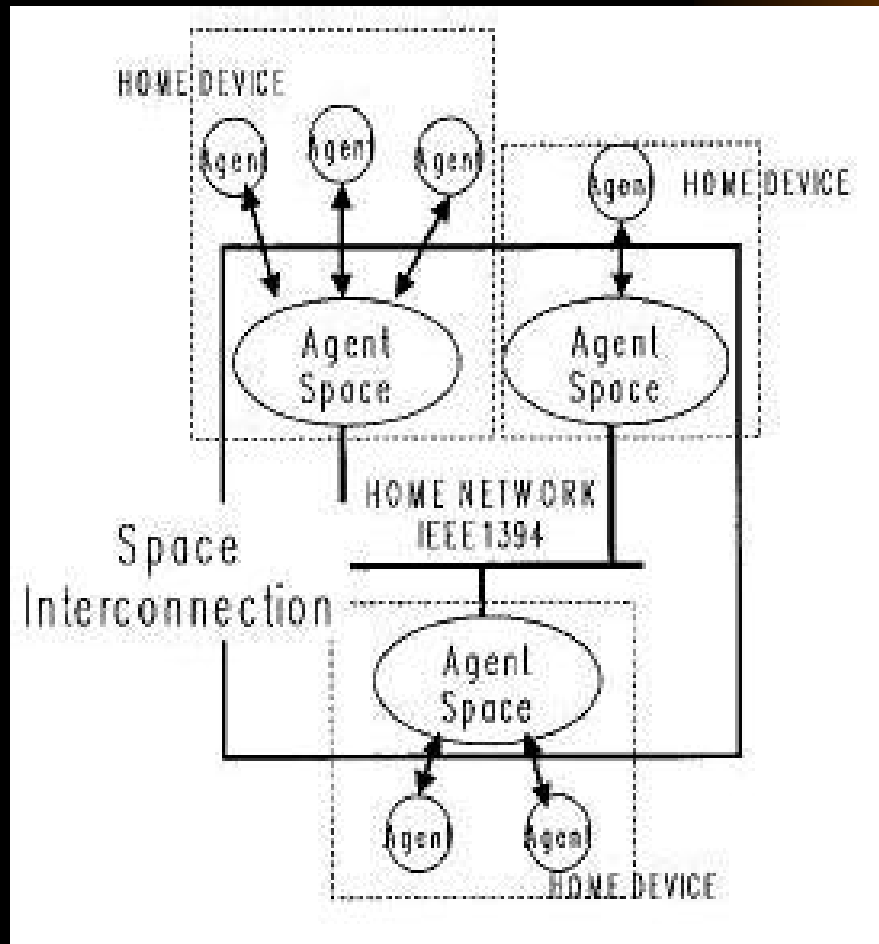 HOME DEVICE
Agent
Agent
Agent
Agent
HOME DEVICE
Agent
Space
Agent
Space
HOME NETWORK
IEEE1394
Space
Interconnection
Agent
Space
Agent
Agent
HOME DEVICE